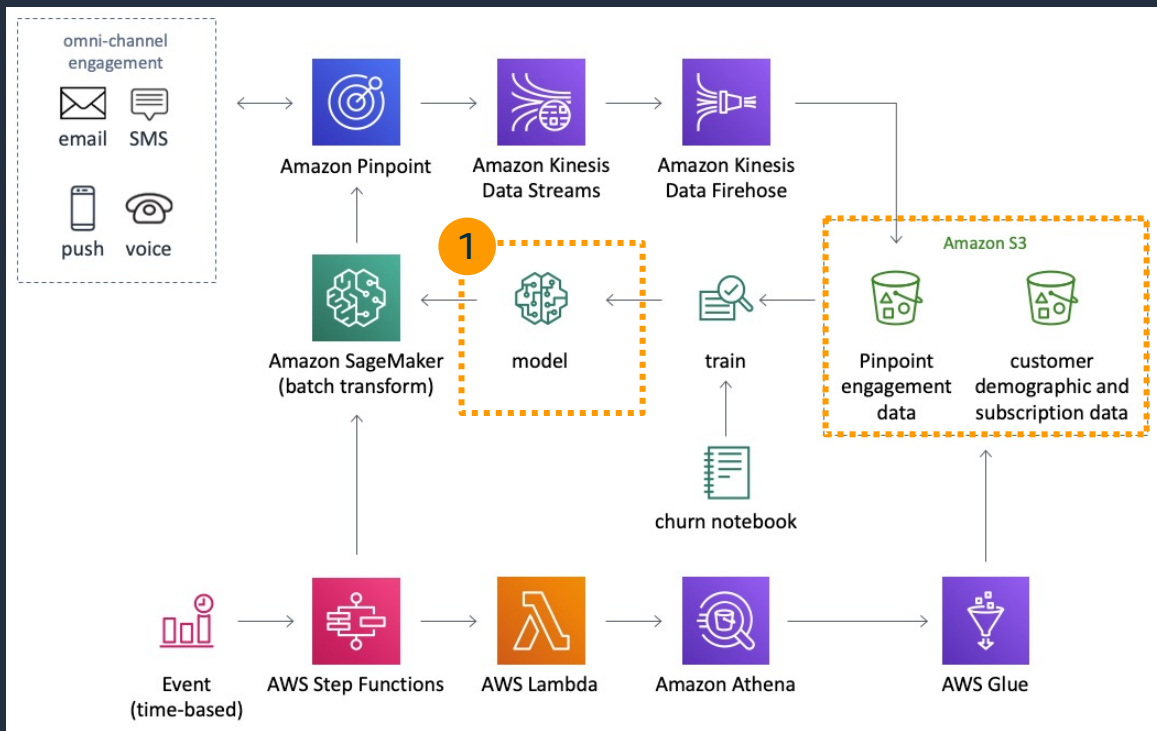 omni-channel
engagement
email SMS
push voice
Amazon Pinpoint
Amazon Kinesis
Data Streams
Amazon Kinesis
Data Firehose
1
Amazon S3
Amazon SageMaker
(batch transform)
model
train
Pinpoint
engagement
data
customer
demographic and
subscription data
churn notebook
Event
(time-based)
AWS Step Functions
AWS Lambda
Amazon Athena
AWS Glue